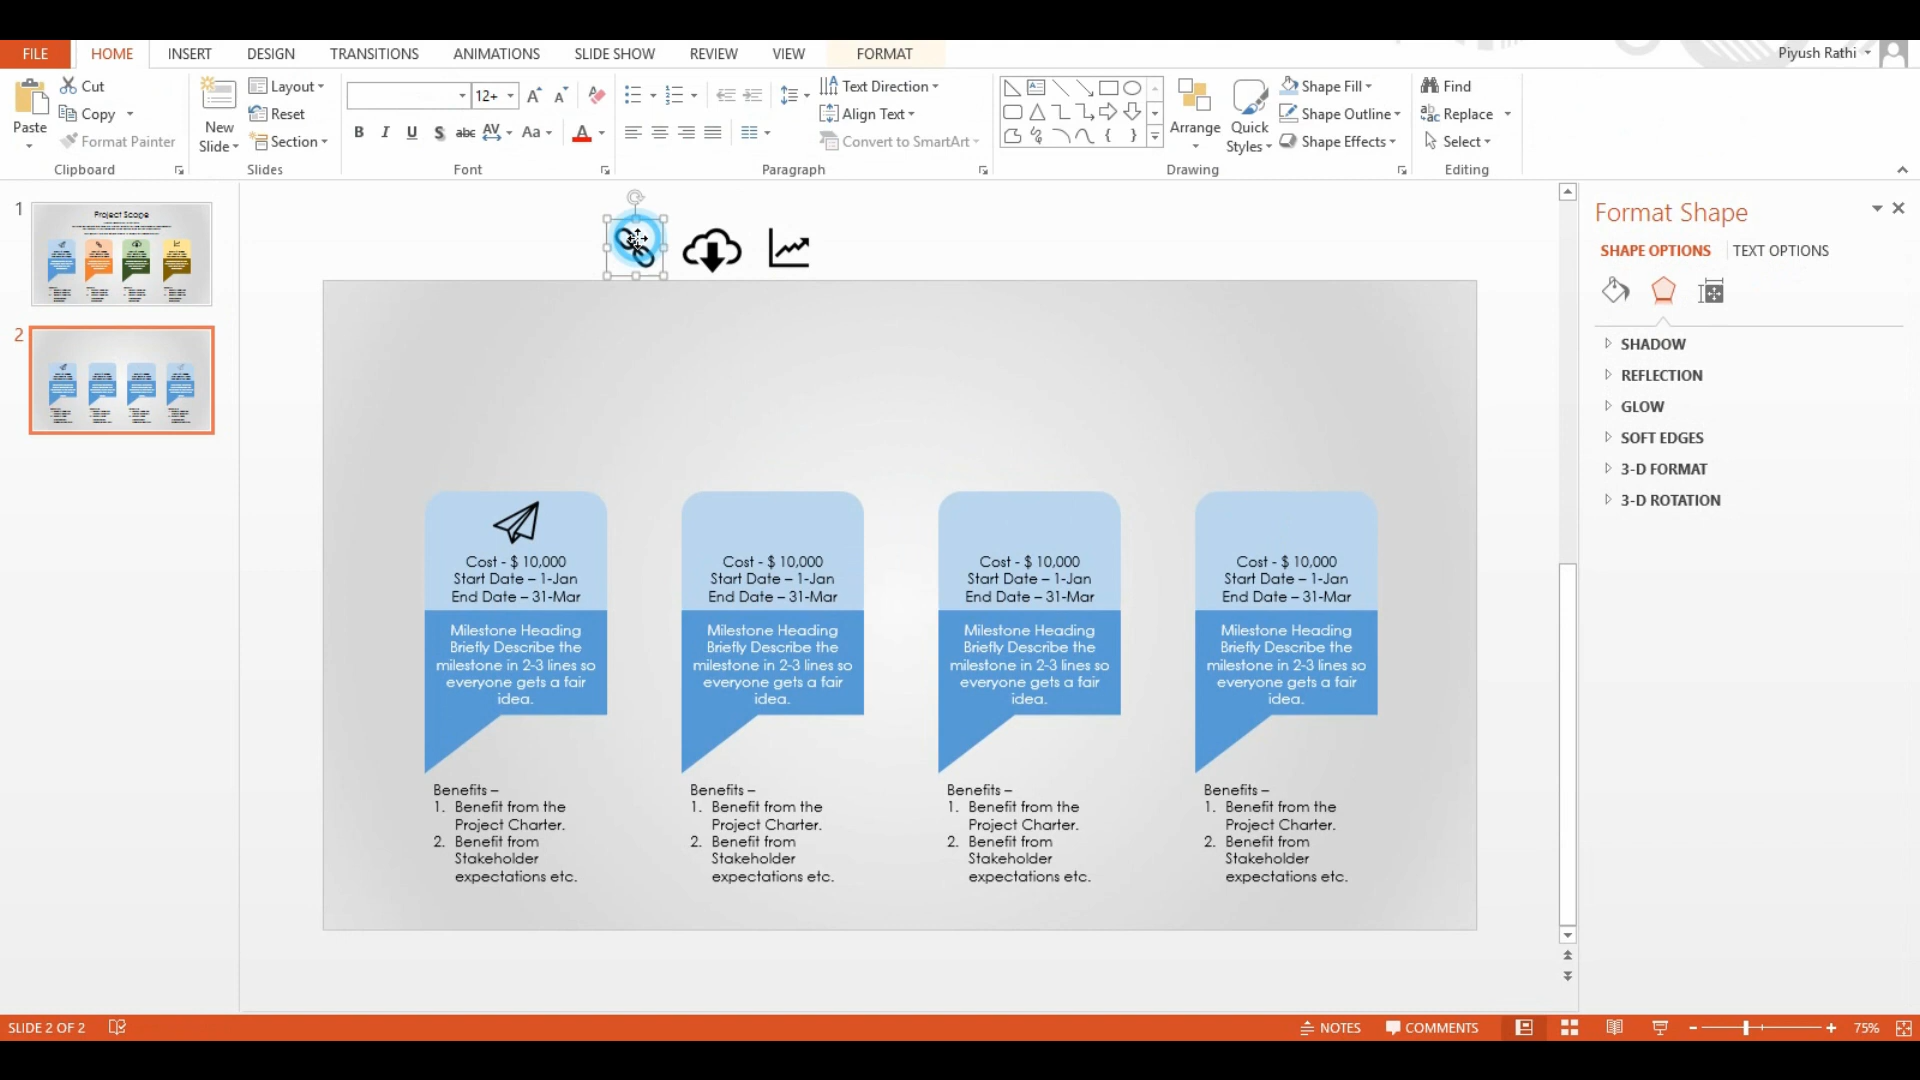 FILE
HOME
INSERT
DESIGN
TRANSITIONS
ANIMATIONS
SLIDE SHOW
REVIEW
VIEW
FORMAT
Piyush Rathi
Paste
Cut
Copy
Format Painter
Clipboard
New
Slide
Layout
Reset
Section
Slides
12+
B I U S abc AV Aa A
Font
Text Direction
Align Text
Convert to SmartArt
Paragraph
Arrange
Quick
Styles
Shape Fill
Shape Outline
Shape Effects
Drawing
Find
Replace
Select
Editing
1
Project Scope
2
Cost - $ 10,000
Start Date – 1-Jan
End Date – 31-Mar
Milestone Heading
Briefly Describe the
milestone in 2-3 lines so
everyone gets a fair
idea.
Benefits –
1. Benefit from the
Project Charter.
2. Benefit from
Stakeholder
expectations etc.
Cost - $ 10,000
Start Date – 1-Jan
End Date – 31-Mar
Milestone Heading
Briefly Describe the
milestone in 2-3 lines so
everyone gets a fair
idea.
Benefits –
1. Benefit from the
Project Charter.
2. Benefit from
Stakeholder
expectations etc.
Cost - $ 10,000
Start Date – 1-Jan
End Date – 31-Mar
Milestone Heading
Briefly Describe the
milestone in 2-3 lines so
everyone gets a fair
idea.
Benefits –
1. Benefit from the
Project Charter.
2. Benefit from
Stakeholder
expectations etc.
Cost - $ 10,000
Start Date – 1-Jan
End Date – 31-Mar
Milestone Heading
Briefly Describe the
milestone in 2-3 lines so
everyone gets a fair
idea.
Benefits –
1. Benefit from the
Project Charter.
2. Benefit from
Stakeholder
expectations etc.
Format Shape
SHAPE OPTIONS
TEXT OPTIONS
SHADOW
REFLECTION
GLOW
SOFT EDGES
3-D FORMAT
3-D ROTATION
SLIDE 2 OF 2
NOTES
COMMENTS
75%